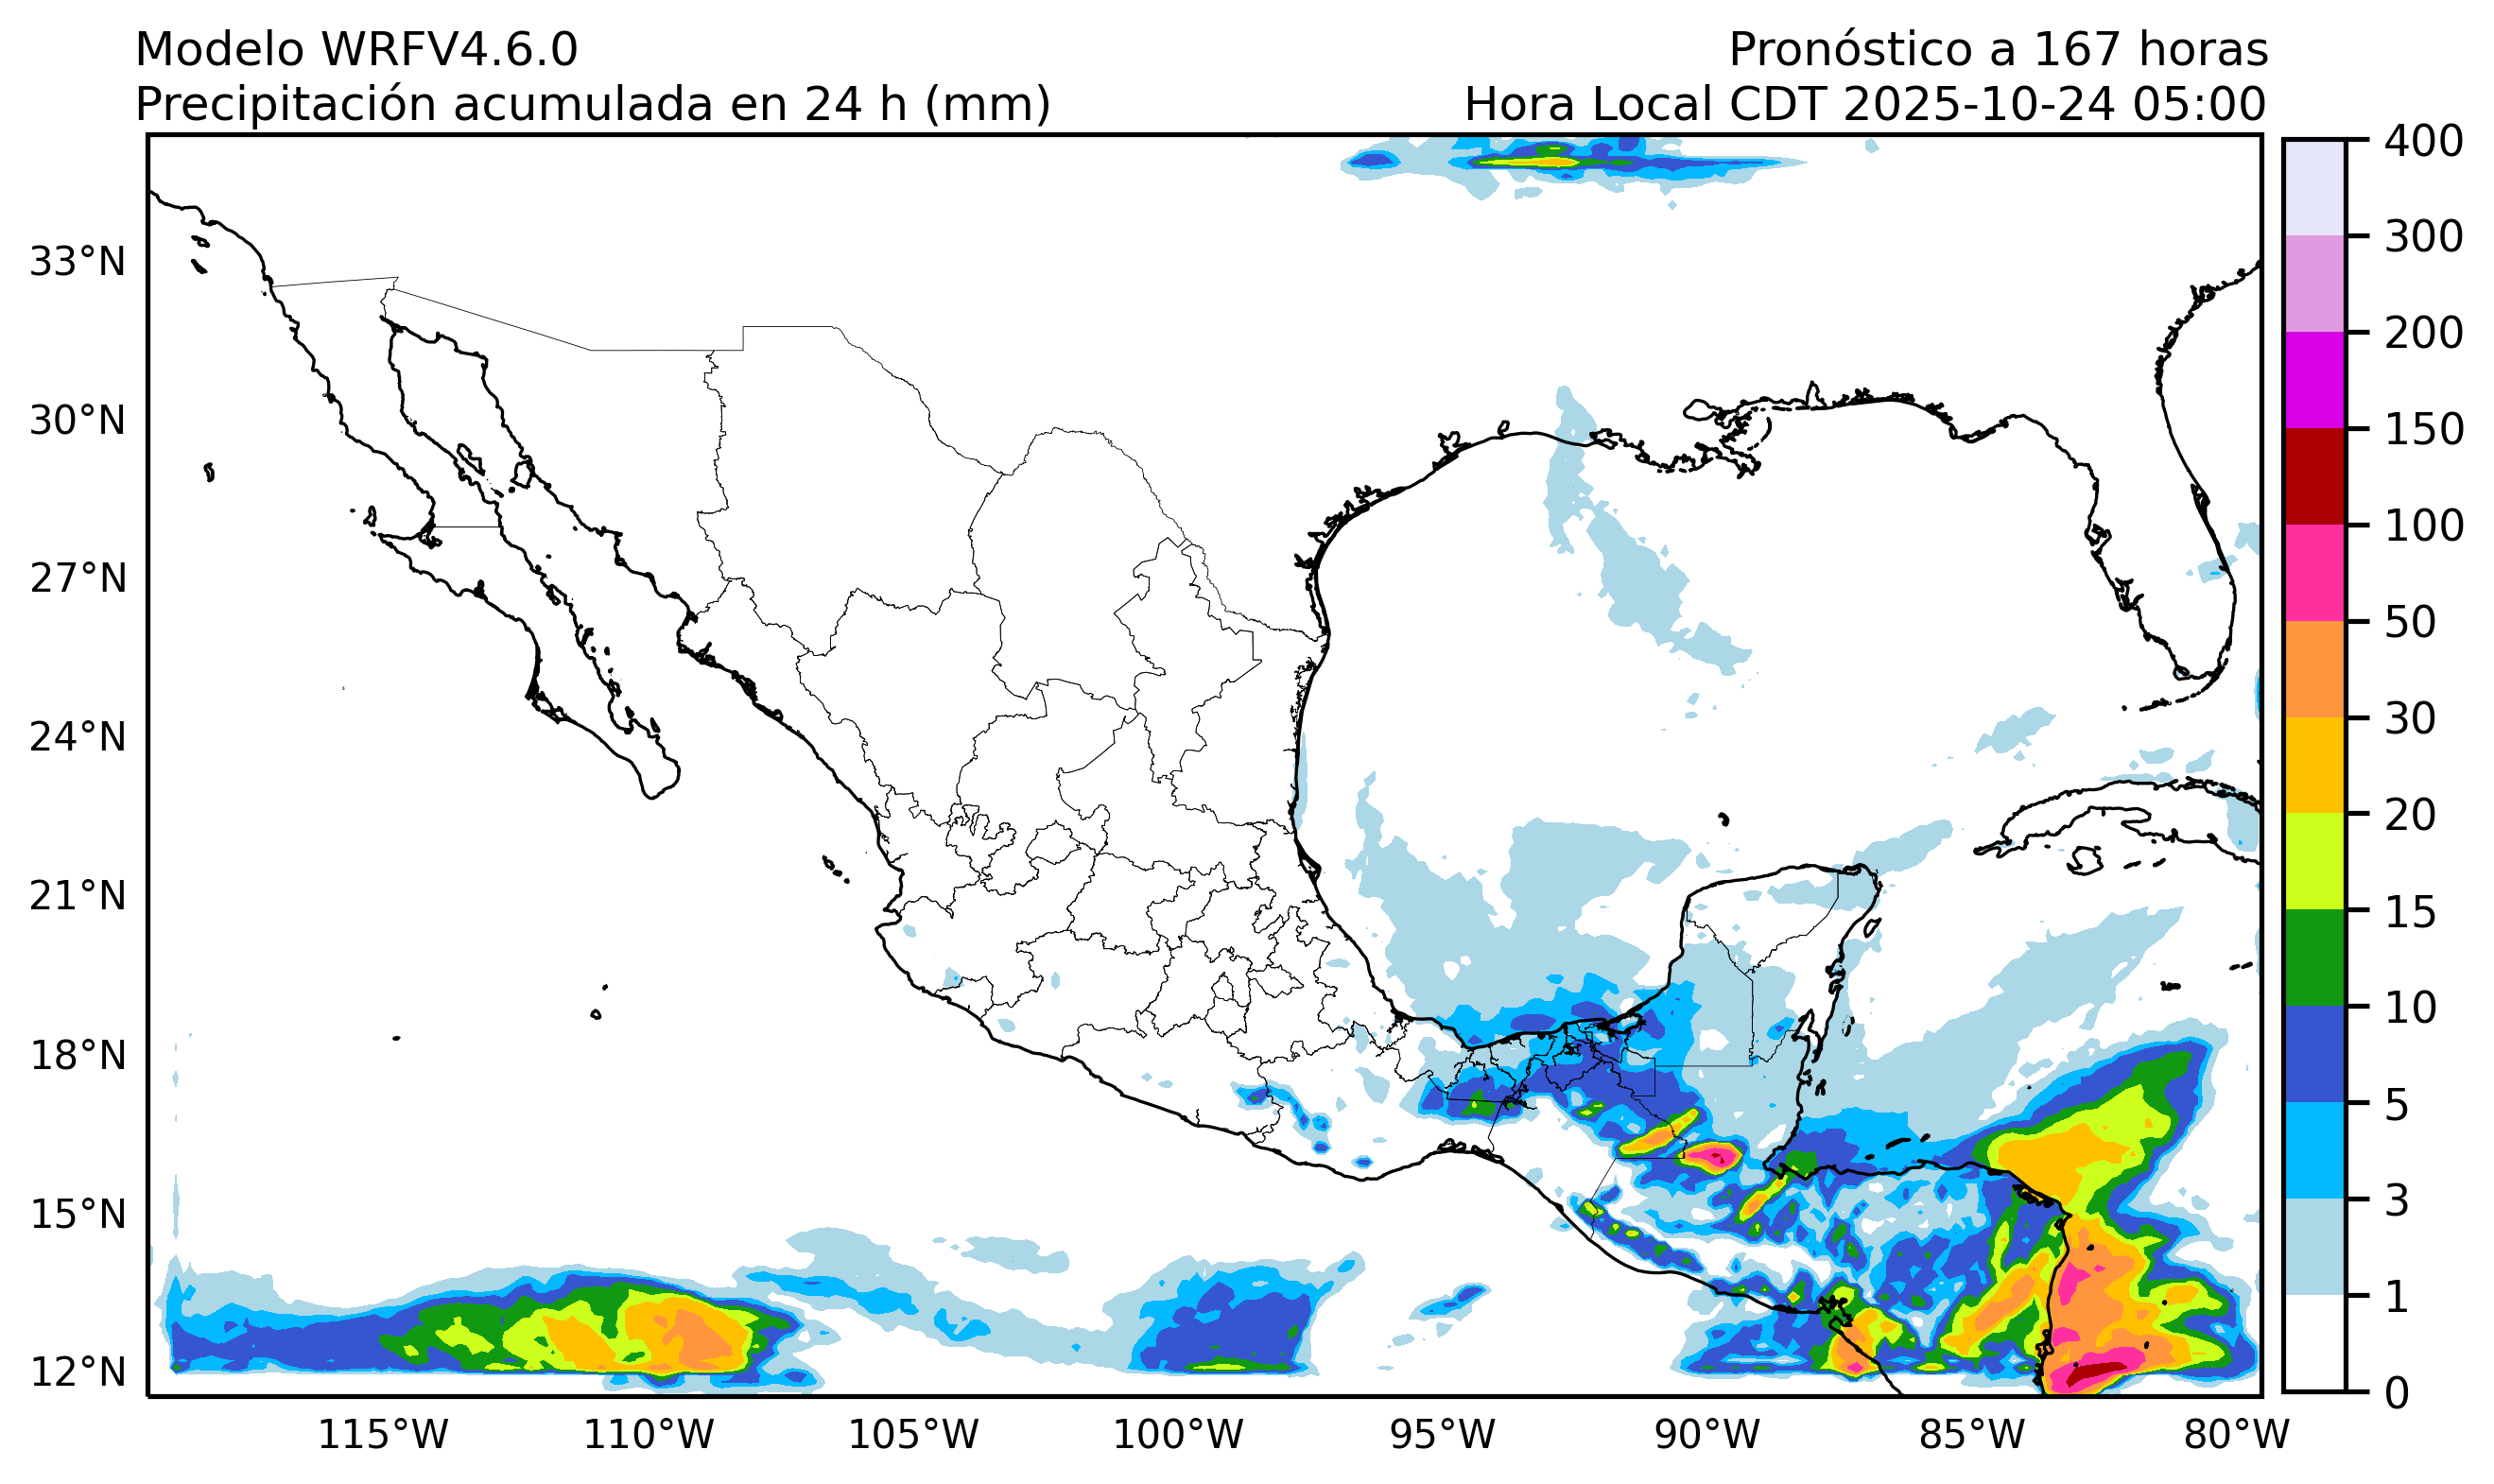 Modelo WRFV4.6.0
Pronóstico a 167 horas
Precipitación acumulada en 24 h (mm)
Hora Local CDT 2025-10-24 05:00
33°N
30°N
27°N
24°N
21°N
18°N
15°N
12°N
115°W
110°W
105°W
100°W
95°W
90°W
85°W
80°W
400
300
200
150
100
50
30
20
15
10
5
3
1
0